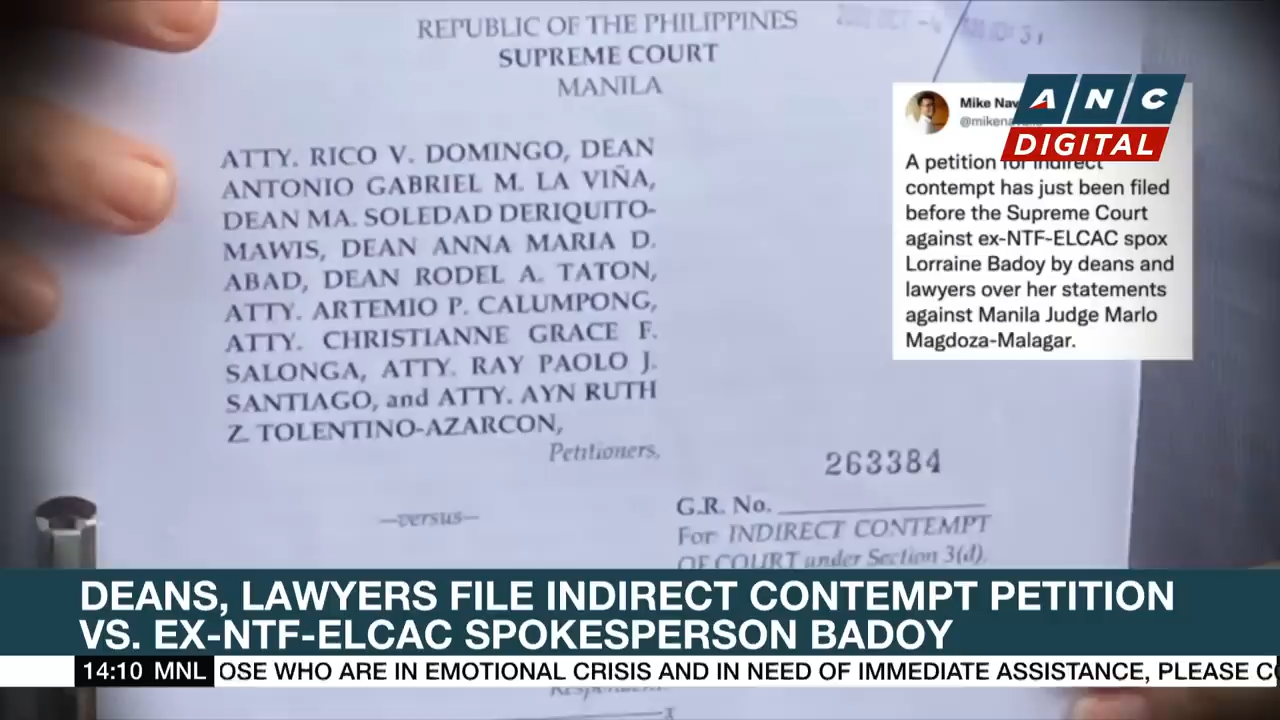 REPUBLIC OF THE PHILIPPINES
SUPREME COURT
MANILA
ATTY. RICO V. DOMINGO, DEAN
ANTONIO GABRIEL M. LA VIÑA,
DEAN MA. SOLEDAD DERIQUITO-
MAWIS, DEAN ANNA MARIA D.
ABAD, DEAN RODEL A. TATON,
ATTY. ARTEMIO P. CALUMPONG,
ATTY. CHRISTIANNE GRACE F.
SALONGA, ATTY. RAY PAOLO J.
SANTIAGO, and ATTY. AYN RUTH
Z. TOLENTINO-AZARCON,
Petitioners,
—versus—
263384
G.R. No.
For: INDIRECT CONTEMPT
OF COURT under Section 3(d),
ANC
DIGITAL
Mike
A petition for indirect
contempt has just been filed
before the Supreme Court
against ex-NTF-ELCAC spox
Lorraine Badoy by deans and
lawyers over her statements
against Manila Judge Marlo
Magdoza-Malagar.
DEANS, LAWYERS FILE INDIRECT CONTEMPT PETITION
VS. EX-NTF-ELCAC SPOKESPERSON BADOY
14:10 MNL OSE WHO ARE IN EMOTIONAL CRISIS AND IN NEED OF IMMEDIATE ASSISTANCE, PLEASE